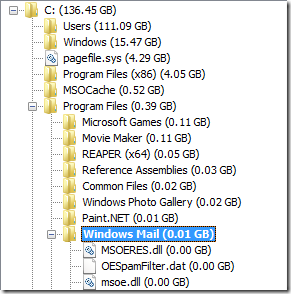 C: (136.45 GB)
Users (111.09 GB)
Windows (15.47 GB)
pagefile.sys (4.29 GB)
Program Files (x86) (4.05 GB)
MSOCache (0.52 GB)
Program Files (0.39 GB)
Microsoft Games (0.11 GB)
Movie Maker (0.11 GB)
REAPER (x64) (0.05 GB)
Reference Assemblies (0.03 GB)
Common Files (0.02 GB)
Windows Photo Gallery (0.02 GB)
Paint.NET (0.01 GB)
Windows Mail (0.01 GB)
MSOERES.dll (0.00 GB)
OESpamFilter.dat (0.00 GB)
msoe.dll (0.00 GB)